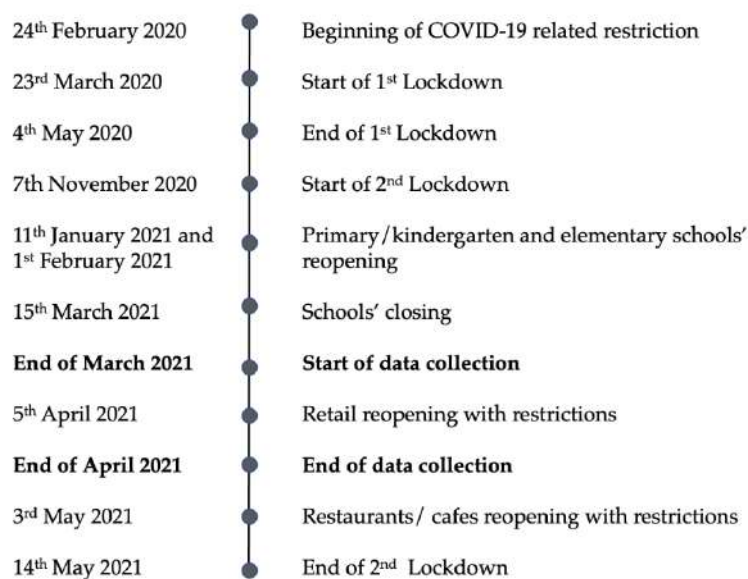 24th February 2020 Beginning of COVID-19 related restriction
23rd March 2020 Start of 1st Lockdown
4th May 2020 End of 1st Lockdown
7th November 2020 Start of 2nd Lockdown
11th January 2021 and Primary/kindergarten and elementary schools’
1st February 2021 reopening
15th March 2021 Schools’ closing
End of March 2021 Start of data collection
5th April 2021 Retail reopening with restrictions
End of April 2021 End of data collection
3rd May 2021 Restaurants/ cafes reopening with restrictions
14th May 2021 End of 2nd Lockdown